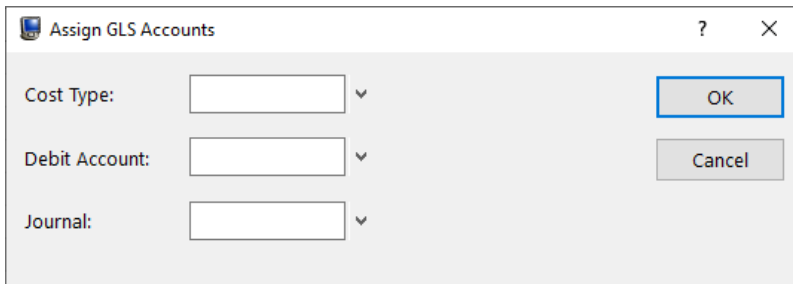 Assign GLS Accounts ?
Cost Type: OK
Debit Account: Cancel
Journal: